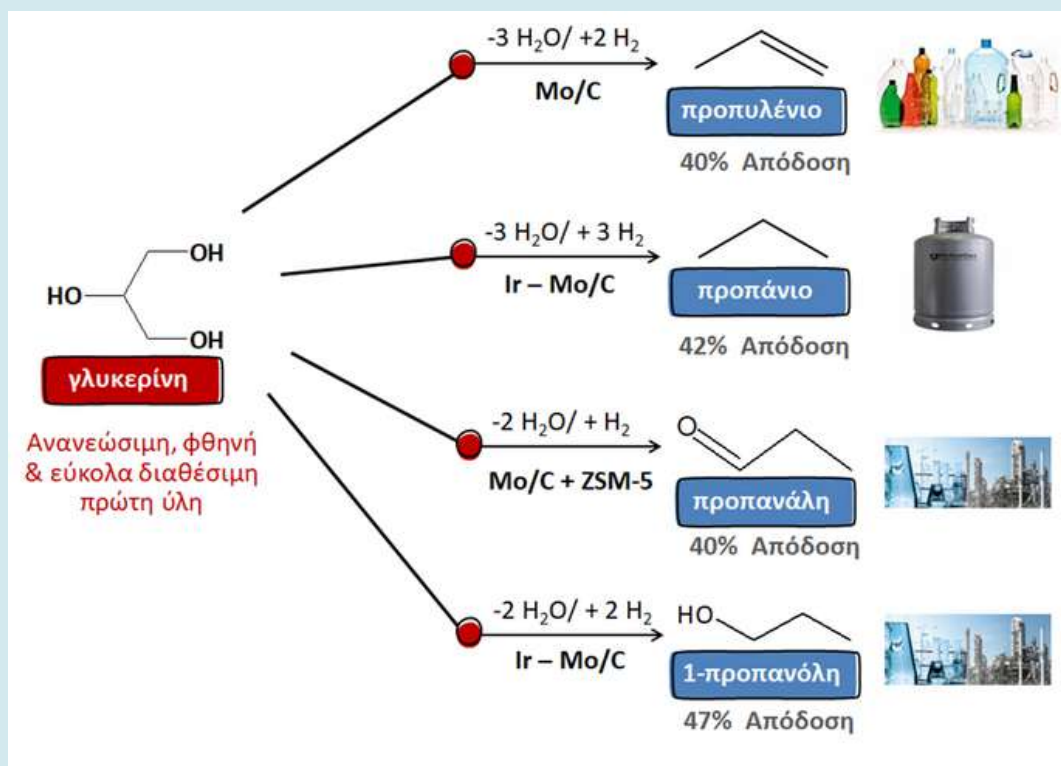 -3 H₂O/ +2 H₂
Mo/C
προπυλένιο
40% Απόδοση
-3 H₂O/ + 3 H₂
Ir – Mo/C
προπάνιο
42% Απόδοση
OH
HO
OH
γλυκερίνη
Ανανεώσιμη, φθηνή
& εύκολα διαθέσιμη
πρώτη ύλη
-2 H₂O/ + H₂
Mo/C + ZSM-5
O
προπανάλη
40% Απόδοση
-2 H₂O/ + 2 H₂
Ir – Mo/C
HO
1-προπανόλη
47% Απόδοση